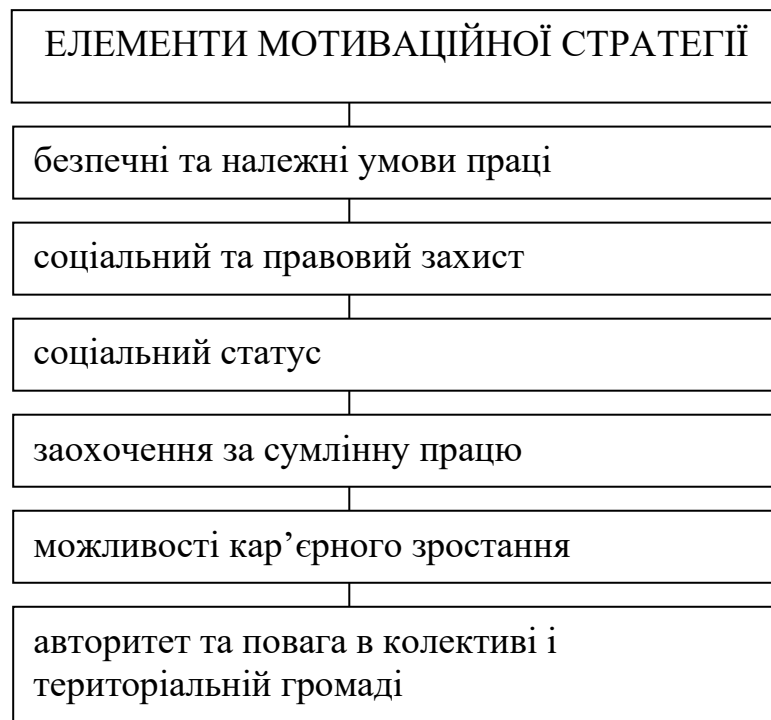 ЕЛЕМЕНТИ МОТИВАЦІЙНОЇ СТРАТЕГІЇ
безпечні та належні умови праці
соціальний та правовий захист
соціальний статус
заохочення за сумлінну працю
можливості кар’єрного зростання
авторитет та повага в колективі і
територіальній громаді